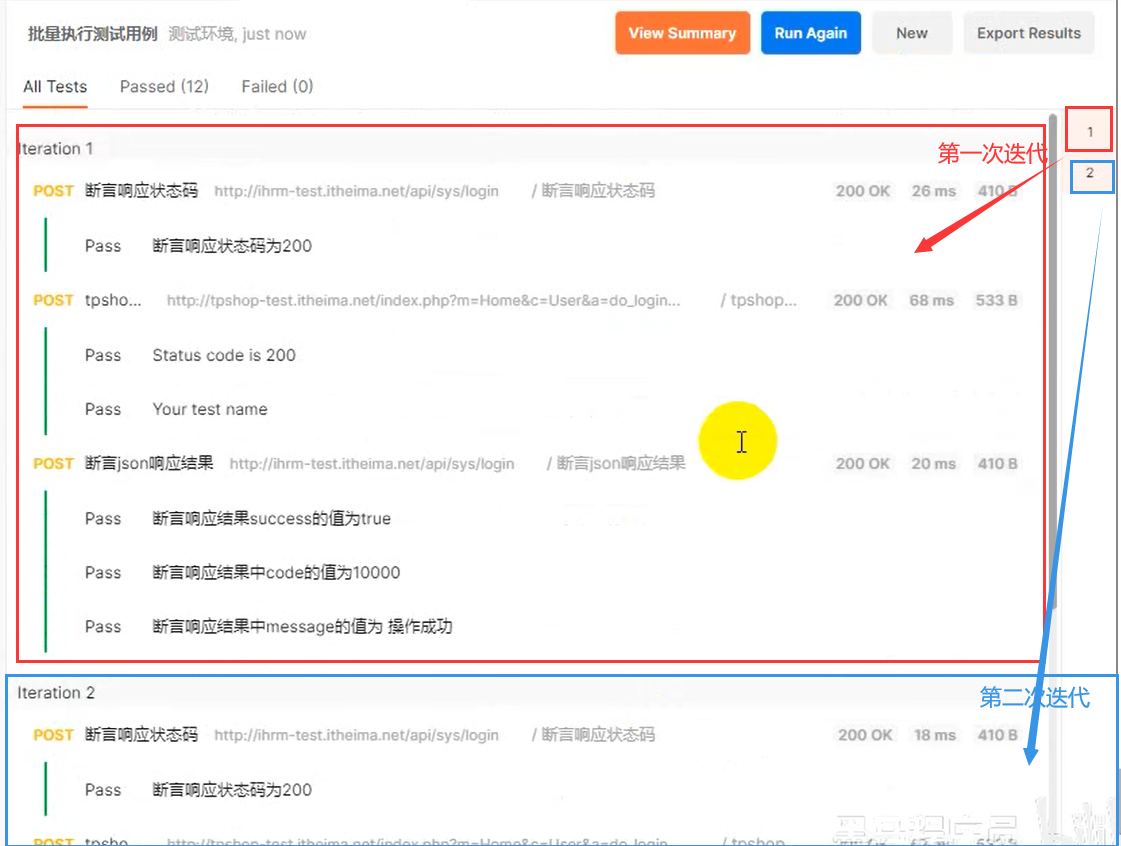 批量执行测试用例 测试环境, just now View Summary Run Again New Export Results
All Tests Passed (12) Failed (0)
1
2
Iteration 1
第一次迭代
POST 断言响应状态码 http://ihrm-test.itheima.net/api/sys/login / 断言响应状态码 200 OK 26 ms 410 B
Pass 断言响应状态码为200
POST tpsho... http://tpshop-test.itheima.net/index.php?m=Home&c=User&a=do_login... / tpshop... 200 OK 68 ms 533 B
Pass Status code is 200
Pass Your test name
POST 断言json响应结果 http://ihrm-test.itheima.net/api/sys/login / 断言json响应结果 200 OK 20 ms 410 B
Pass 断言响应结果success的值为true
Pass 断言响应结果中code的值为10000
Pass 断言响应结果中message的值为 操作成功
Iteration 2
第二次迭代
POST 断言响应状态码 http://ihrm-test.itheima.net/api/sys/login / 断言响应状态码 200 OK 18 ms 410 B
Pass 断言响应状态码为200
POST tpsho http://tpshop-test.itheima.net/index.php?m=Home&c=User&a=do_login / tpshop